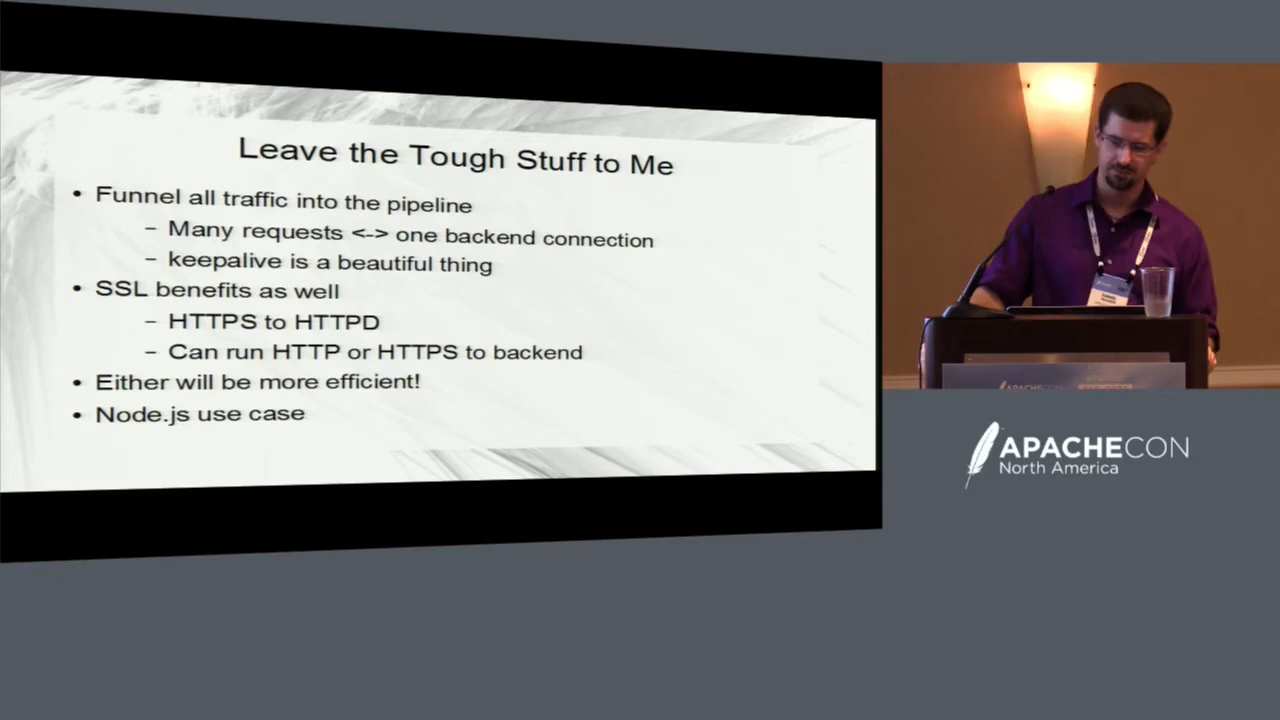 Leave the Tough Stuff to Me
• Funnel all traffic into the pipeline
– Many requests <-> one backend connection
– keepalive is a beautiful thing
• SSL benefits as well
– HTTPS to HTTPD
– Can run HTTP or HTTPS to backend
• Either will be more efficient!
• Node.js use case
APACHECON
North America
APACHECON